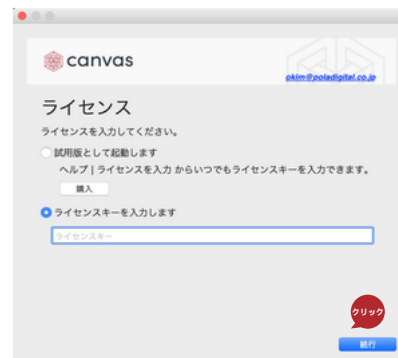 canvas
okim@poladigital.co.jp
ライセンス
ライセンスを入力してください。
試用版として起動します
ヘルプ | ライセンスを入力 からいつでもライセンスキーを入力できます。
購入
ライセンスキーを入力します
ライセンスキー
クリック
続行